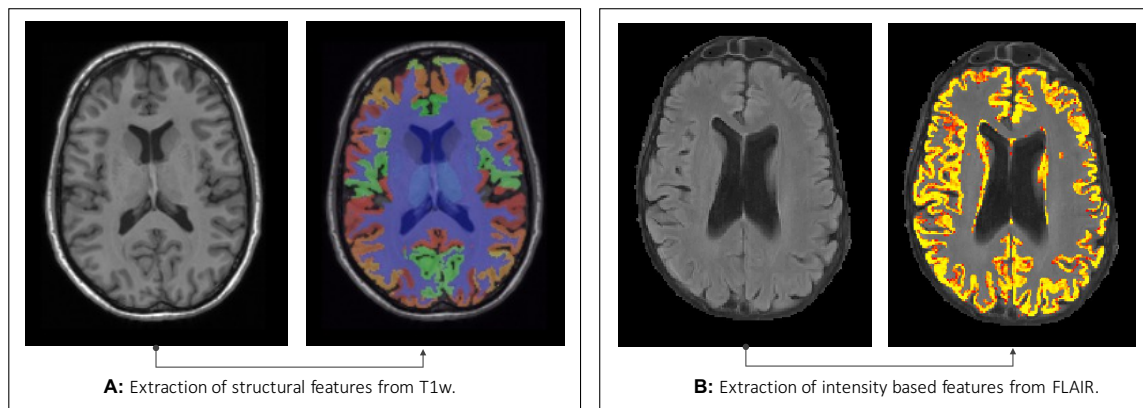 A: Extraction of structural features from T1w.
B: Extraction of intensity based features from FLAIR.